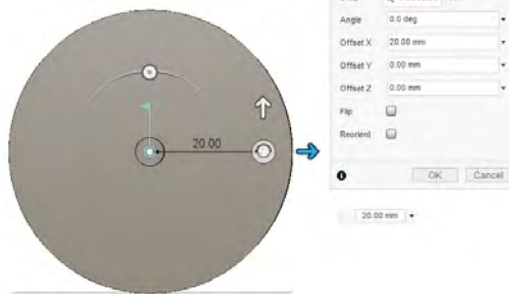 20.00
Angle 0.0 deg
Offset X 20.00 mm
Offset Y 0.00 mm
Offset Z 0.00 mm
Flip
Reorient
OK Cancel
20.00 mm